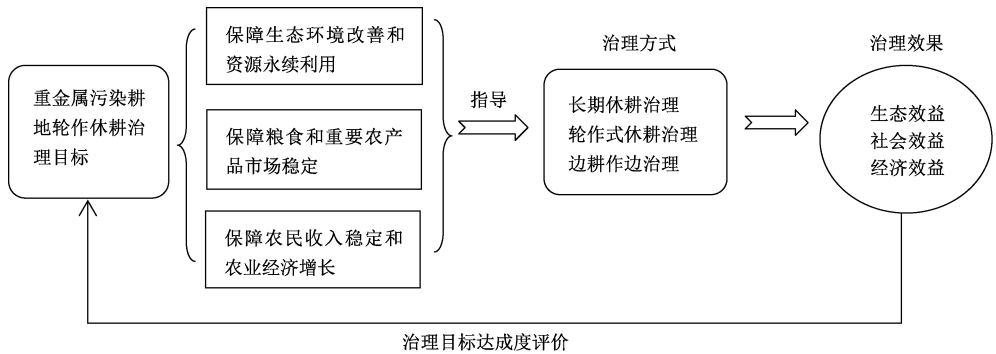 重金属污染耕
地轮作休耕治
理目标
保障生态环境改善和
资源永续利用
保障粮食和重要农产
品市场稳定
保障农民收入稳定和
农业经济增长
指导
治理方式
长期休耕治理
轮作式休耕治理
边耕作边治理
治理效果
生态效益
社会效益
经济效益
治理目标达成度评价